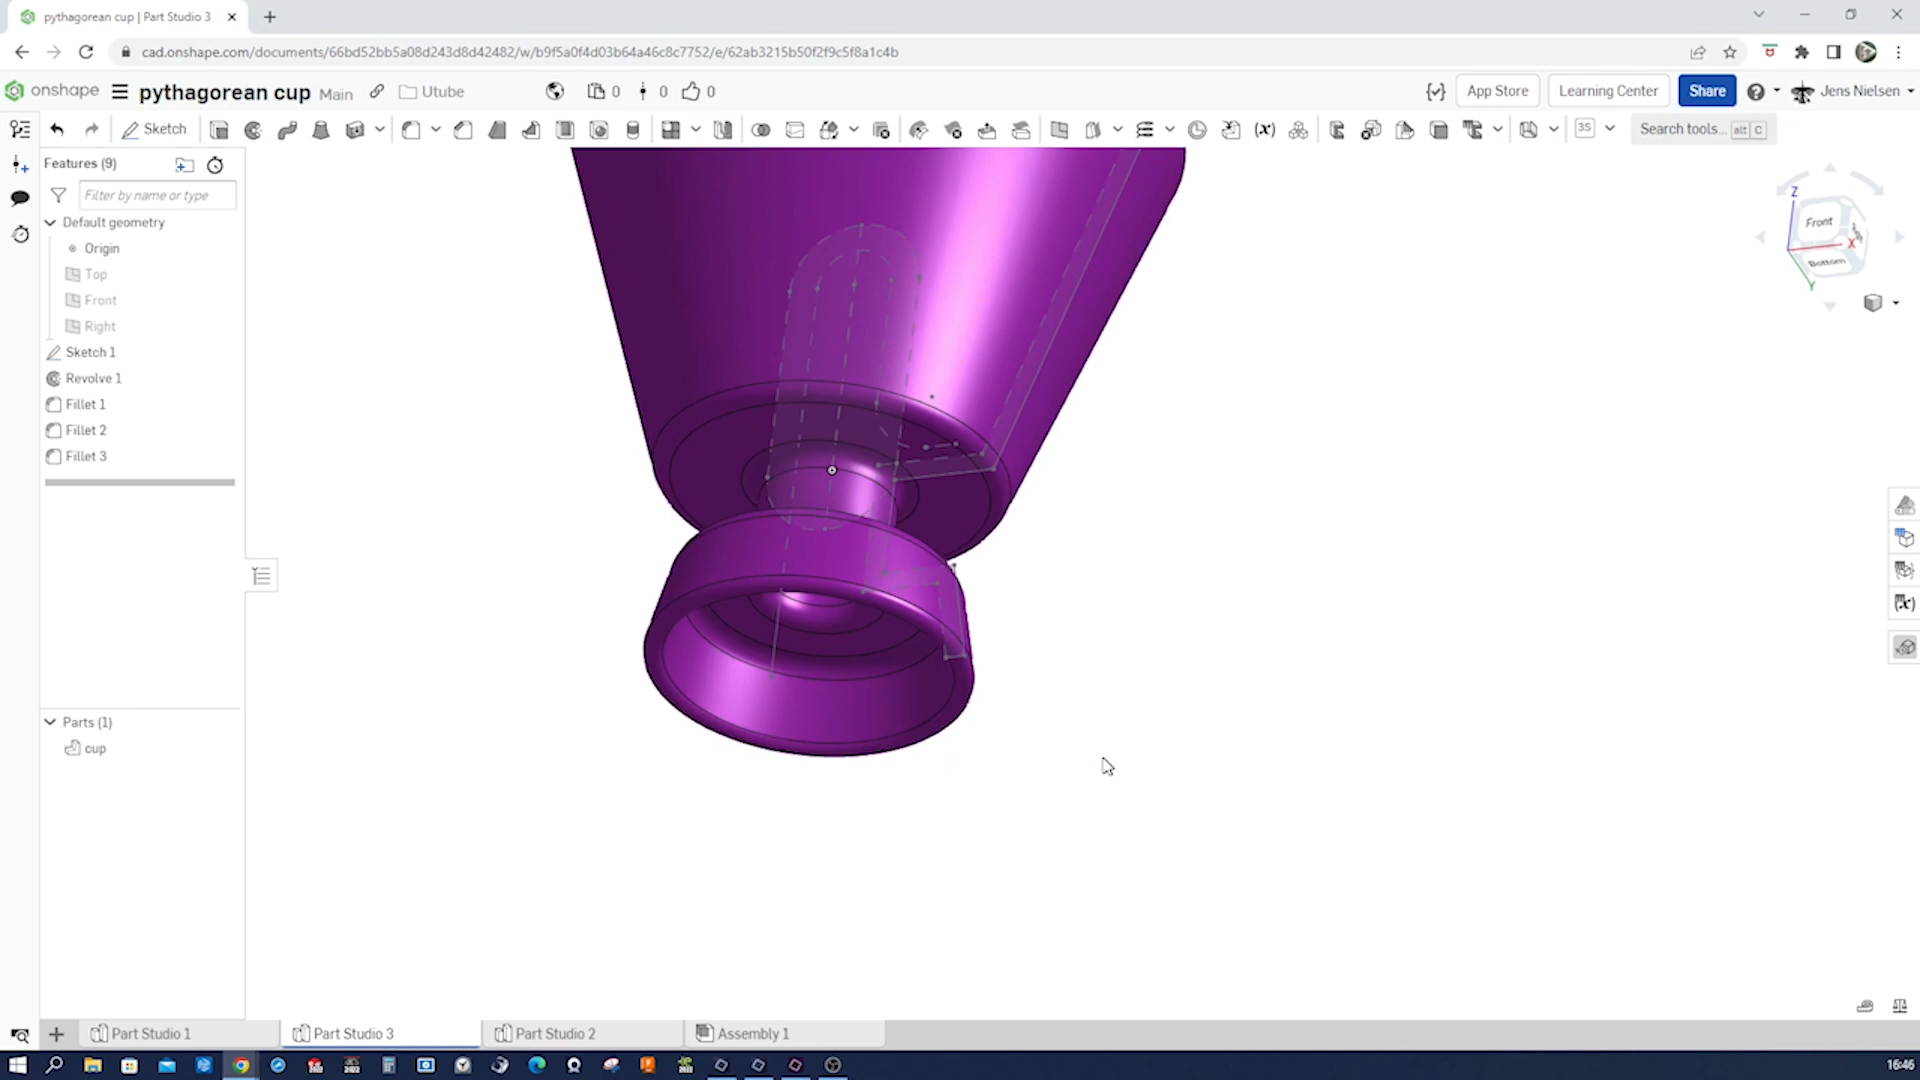 pythagorean cup | Part Studio 3
cad.onshape.com/documents/66bd52bb5a08d243d8d42482/w/b9f5a0f4d03b64a46c8c7752/e/62ab3215b50f2f9c5f8a1c4b
onshape pythagorean cup Main Utube 0 0 0 App Store Learning Center Share Jens Nielsen
Sketch Search tools... alt C
Features (9)
Filter by name or type
Default geometry
Origin
Top
Front
Right
Sketch 1
Revolve 1
Fillet 1
Fillet 2
Fillet 3
Z
Front
X
Bottom
Y
Parts (1)
cup
Part Studio 1 Part Studio 3 Part Studio 2 Assembly 1
16:46